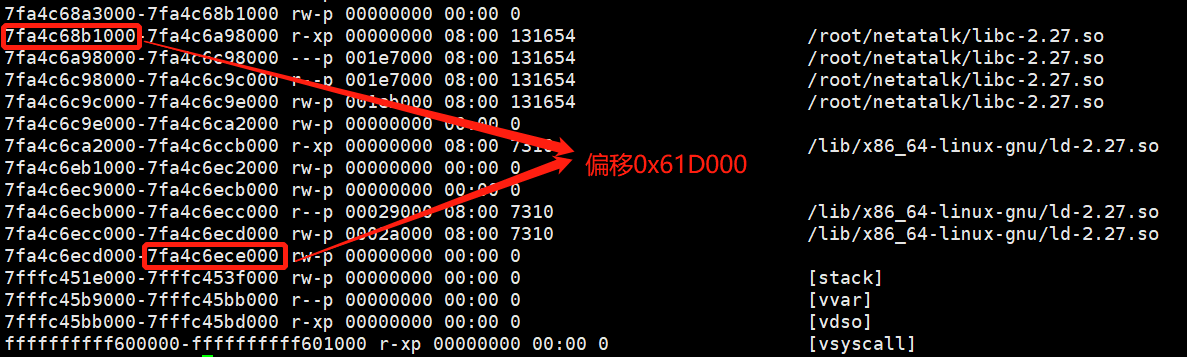 7fa4c68a3000-7fa4c68b1000 rw-p 00000000 00:00 0
7fa4c68b1000-7fa4c6a98000 r-xp 00000000 08:00 131654 /root/netatalk/libc-2.27.so
7fa4c6a98000-7fa4c6c98000 ---p 001e7000 08:00 131654 /root/netatalk/libc-2.27.so
7fa4c6c98000-7fa4c6c9c000 r--p 001e7000 08:00 131654 /root/netatalk/libc-2.27.so
7fa4c6c9c000-7fa4c6c9e000 rw-p 001eb000 08:00 131654 /root/netatalk/libc-2.27.so
7fa4c6c9e000-7fa4c6ca2000 rw-p 00000000 00:00 0
7fa4c6ca2000-7fa4c6ccb000 r-xp 00000000 08:00 7310 /lib/x86_64-linux-gnu/ld-2.27.so
偏移0x61D000
7fa4c6eb1000-7fa4c6ec2000 rw-p 00000000 00:00 0
7fa4c6ec9000-7fa4c6ecb000 rw-p 00000000 00:00 0
7fa4c6ecb000-7fa4c6ecc000 r--p 00029000 08:00 7310 /lib/x86_64-linux-gnu/ld-2.27.so
7fa4c6ecc000-7fa4c6ecd000 rw-p 0002a000 08:00 7310 /lib/x86_64-linux-gnu/ld-2.27.so
7fa4c6ecd000-7fa4c6ece000 rw-p 00000000 00:00 0
7fffc451e000-7fffc453f000 rw-p 00000000 00:00 0 [stack]
7fffc45b9000-7fffc45bb000 r--p 00000000 00:00 0 [vvar]
7fffc45bb000-7fffc45bd000 r-xp 00000000 00:00 0 [vdso]
ffffffffff600000-ffffffffff601000 r-xp 00000000 00:00 0 [vsyscall]